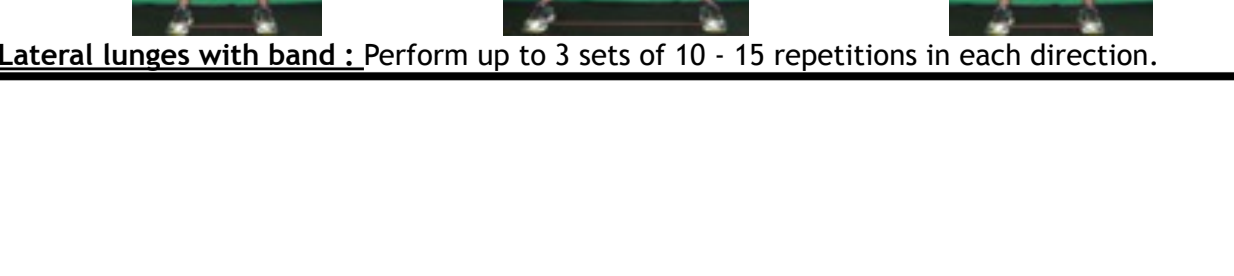 Lateral lunges with band : Perform up to 3 sets of 10 - 15 repetitions in each direction.